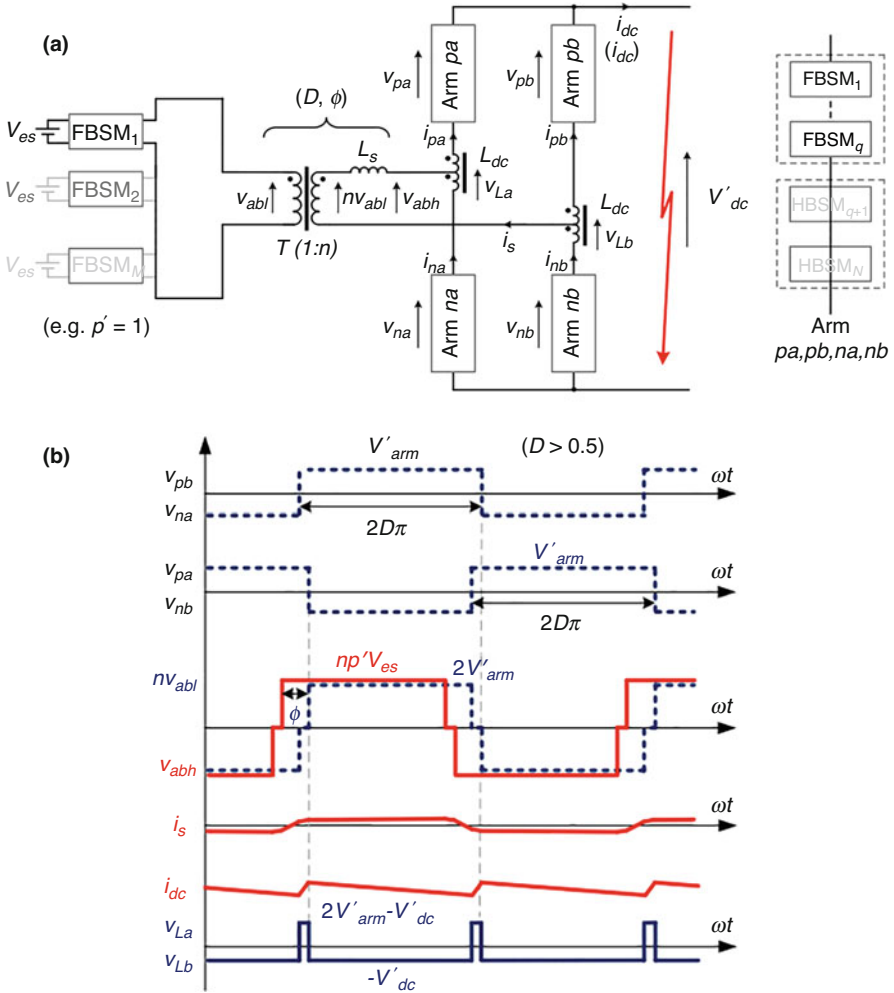 (a)
V_es
FBSM_1
V_es
FBSM_2
V_es
FBSM_M
(e.g. p' = 1)
(D, ϕ)
L_s
v_abl
nv_abl
v_abh
T (1:n)
i_s
v_pa
Arm pa
v_pb
Arm pb
i_dc
(i_dc)
i_pa
i_pb
L_dc
v_La
L_dc
v_Lb
i_na
i_nb
v_na
Arm na
v_nb
Arm nb
V'_dc
FBSM_1
FBSM_q
HBSM_q+1
HBSM_N
Arm
pa,pb,na,nb
(b)
V'_arm
(D > 0.5)
v_pb
v_na
ωt
2Dπ
v_pa
v_nb
V'_arm
ωt
2Dπ
nv_abl
np'V_es
2V'_arm
ϕ
ωt
v_abh
ωt
i_s
i_dc
2V'_arm-V'_dc
v_La
v_Lb
ωt
-V'_dc